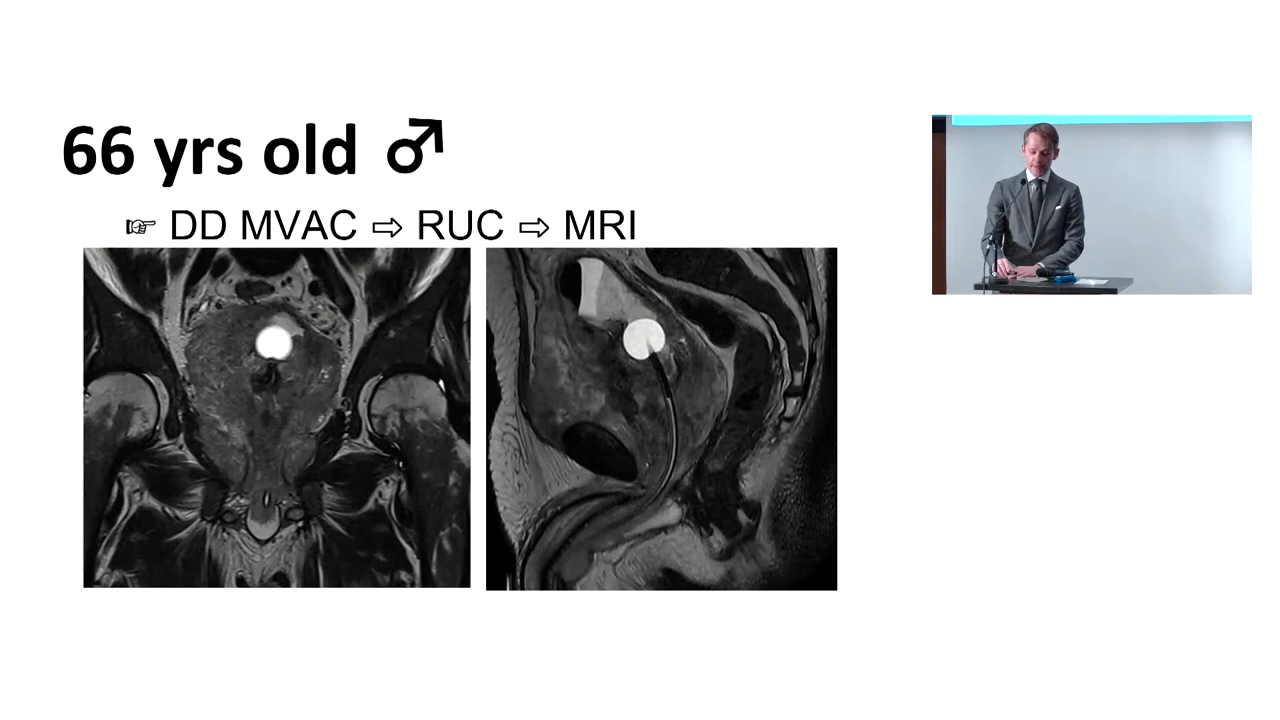 66 yrs old ♂
☞ DD MVAC ⇨ RUC ⇨ MRI